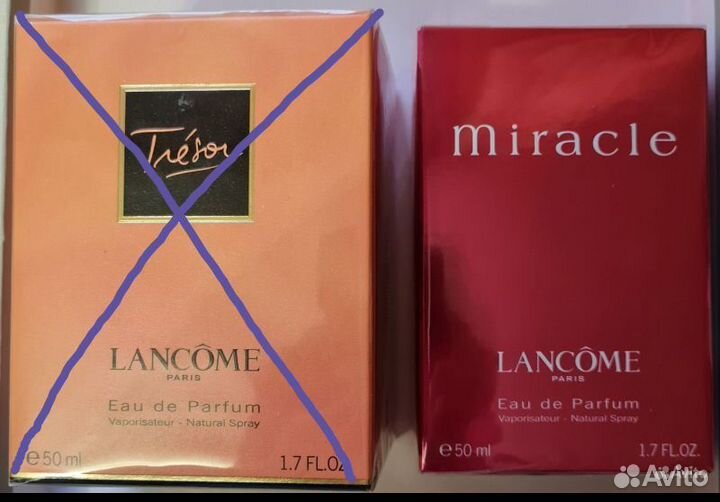 Trésor
LANCÔME
PARIS
Eau de Parfum
Vaporisateur - Natural Spray
e 50 ml
1.7 FL.OZ.
miracle
LANCÔME
PARIS
Eau de Parfum
Vaporisateur - Natural Spray
e 50 ml
1.7 FL.OZ.
Avito